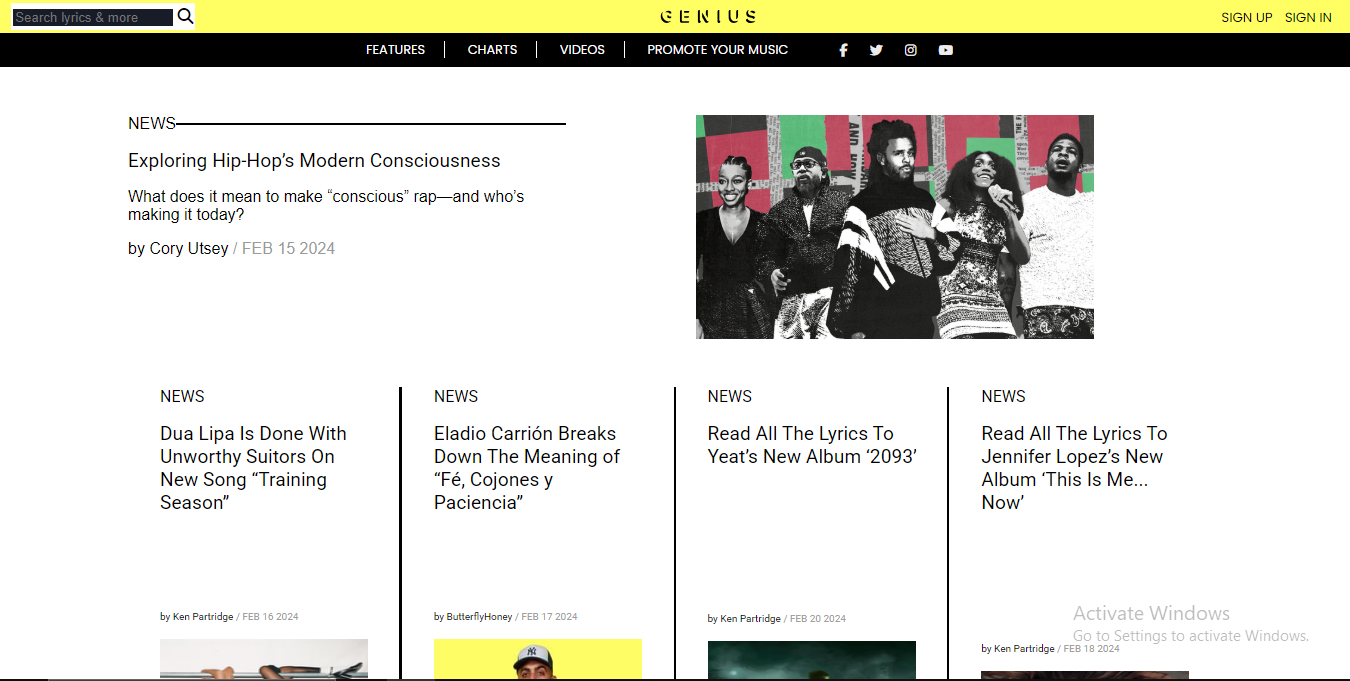 Search lyrics & more
GENIUS
SIGN UP SIGN IN
FEATURES CHARTS VIDEOS PROMOTE YOUR MUSIC
NEWS
Exploring Hip-Hop’s Modern Consciousness
What does it mean to make “conscious” rap—and who’s
making it today?
by Cory Utsey / FEB 15 2024
NEWS
Dua Lipa Is Done With
Unworthy Suitors On
New Song “Training
Season”
by Ken Partridge / FEB 16 2024
NEWS
Eladio Carrión Breaks
Down The Meaning of
“Fé, Cojones y
Paciencia”
by ButterflyHoney / FEB 17 2024
NEWS
Read All The Lyrics To
Yeat’s New Album ‘2093’
by Ken Partridge / FEB 20 2024
NEWS
Read All The Lyrics To
Jennifer Lopez’s New
Album ‘This Is Me...
Now’
by Ken Partridge / FEB 18 2024
Activate Windows
Go to Settings to activate Windows.